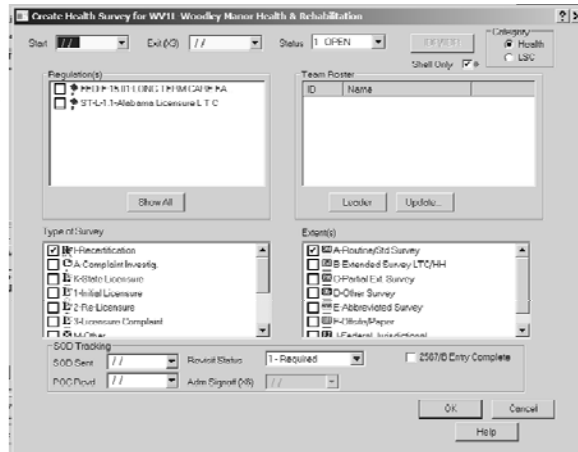 Create Health Survey for WV1L Woodley Manor Health & Rehabilitation
Start / / Exit (X3) / / Status 1 OPEN
Category
Health
LSC
Shell Only
Regulation(s)
LONG TERM CARE
ST-L-1.1-Alabama Licensure L T C
Show All
Team Roster
ID Name
Leader Update...
Type of Survey
I-Recertification
A-Complaint Investig.
K-State Licensure
1-Initial Licensure
2-Re-Licensure
3-Licensure Complaint
M-Other
Extent(s)
A-Routine/Std Survey
B-Extended Survey LTC/HH
C-Partial Ext. Survey
D-Other Survey
E-Abbreviated Survey
F-Offsite/Paper
I-Federal Jurisdictional
SOD Tracking
SOD Sent / / Revisit Status 1 - Required 2567/B Entry Complete
POC Rcvd / / Adm Signoff (X6) / /
OK Cancel
Help